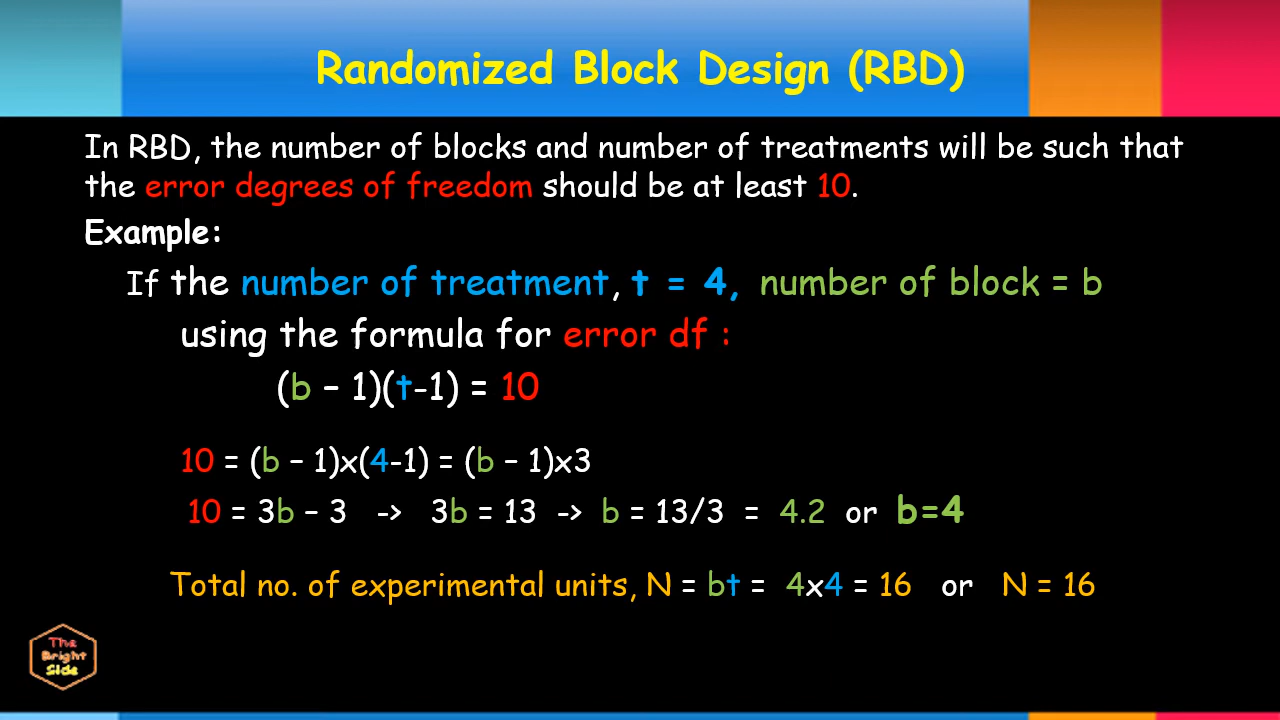 Randomized Block Design (RBD)
In RBD, the number of blocks and number of treatments will be such that
the error degrees of freedom should be at least 10.
Example:
If the number of treatment, t = 4, number of block = b
using the formula for error df :
(b – 1)(t-1) = 10
10 = (b – 1)x(4-1) = (b – 1)x3
10 = 3b – 3 -> 3b = 13 -> b = 13/3 = 4.2 or b=4
Total no. of experimental units, N = bt = 4x4 = 16 or N = 16
The
Bright
Side